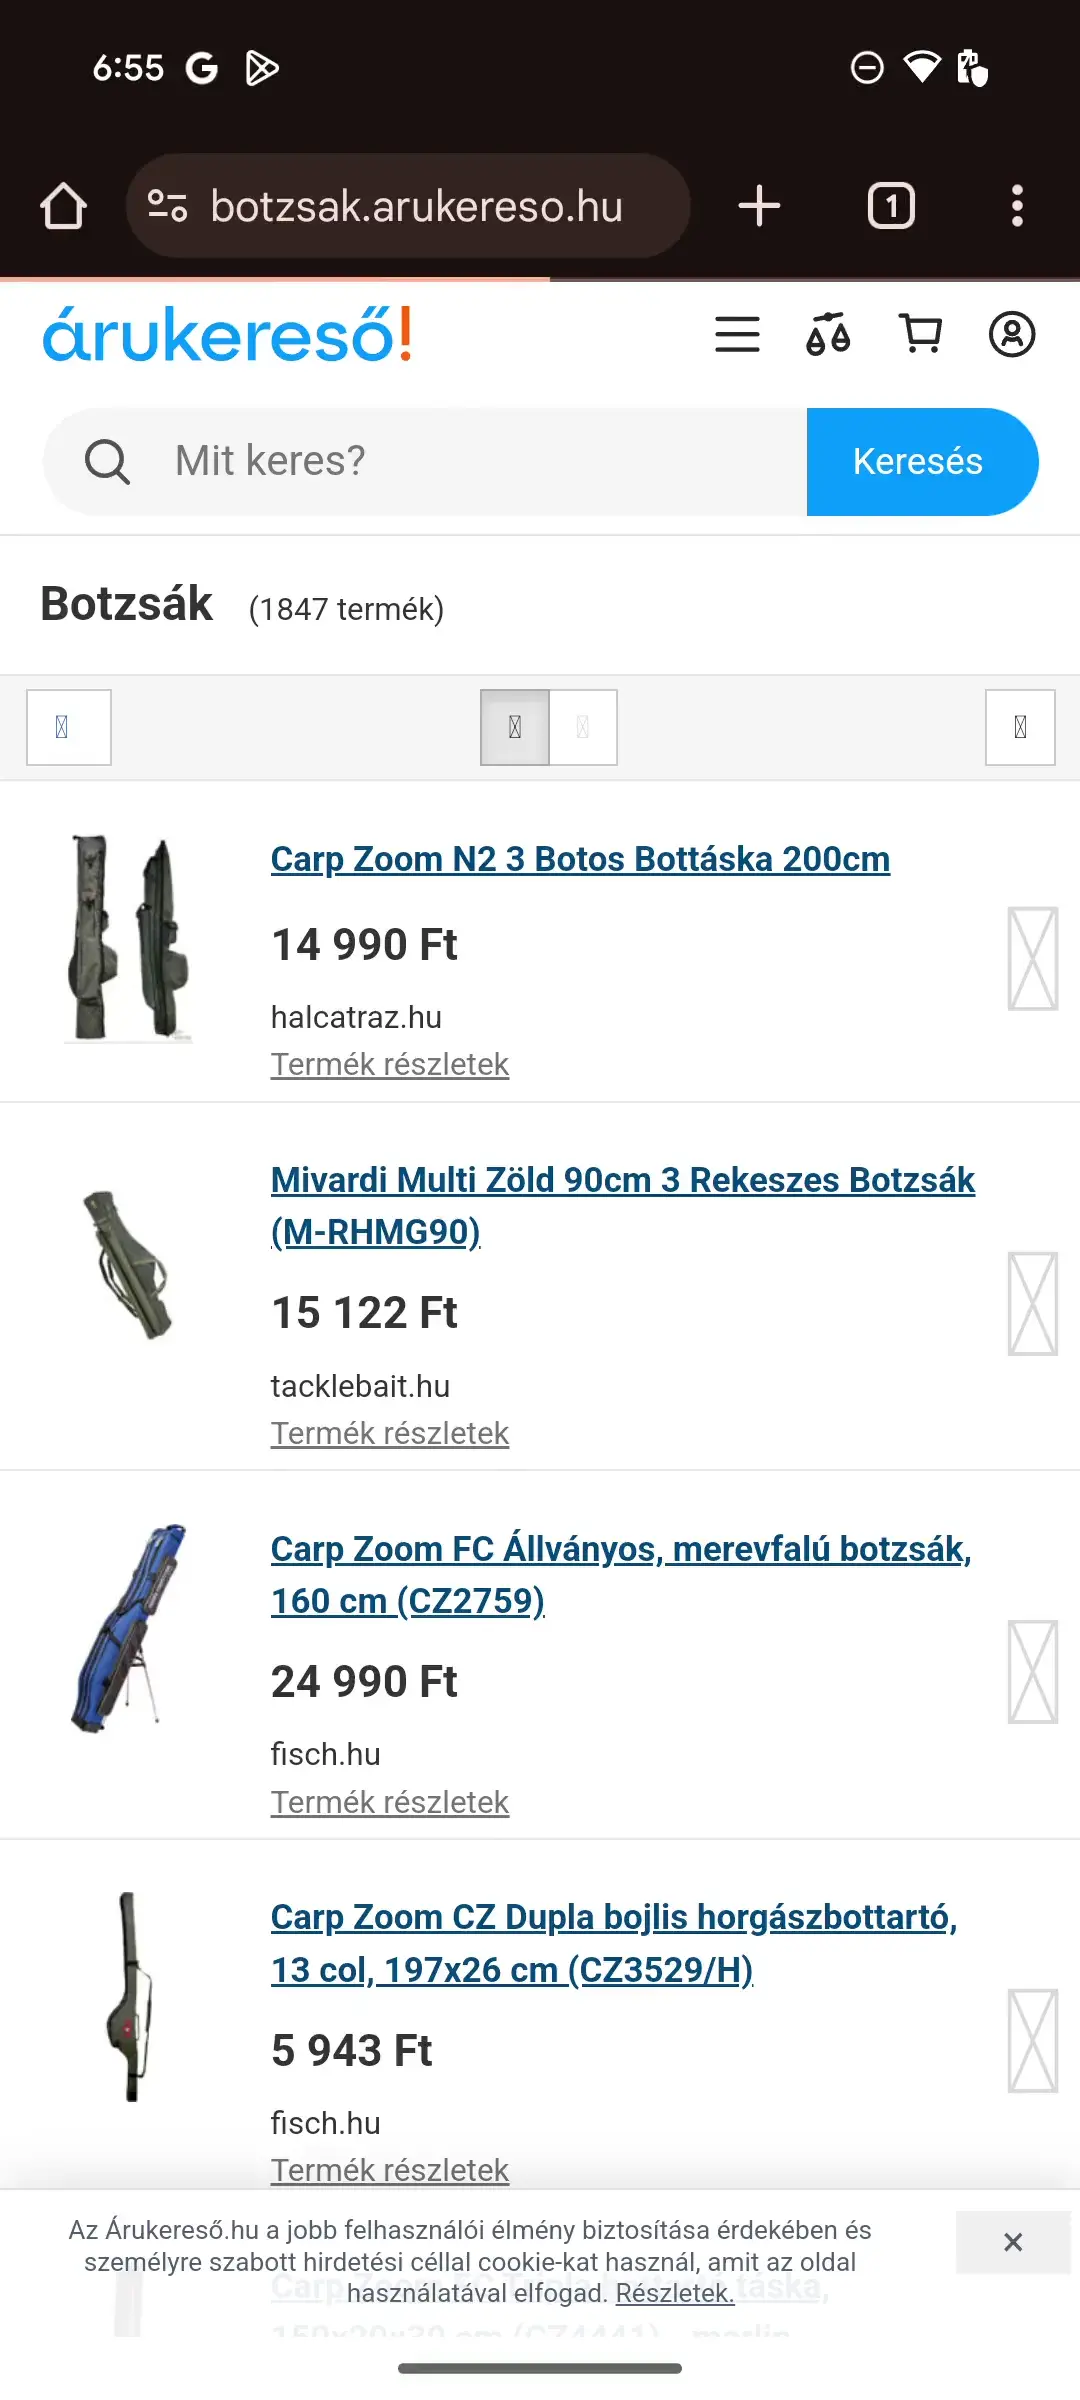 6:55
botzsak.arukereso.hu
1
árukereső!
Mit keres?
Keresés
Botzsák (1847 termék)
Carp Zoom N2 3 Botos Bottáska 200cm
14 990 Ft
halcatraz.hu
Termék részletek
Mivardi Multi Zöld 90cm 3 Rekeszes Botzsák
(M-RHMG90)
15 122 Ft
tacklebait.hu
Termék részletek
Carp Zoom FC Állványos, merevfalú botzsák,
160 cm (CZ2759)
24 990 Ft
fisch.hu
Termék részletek
Carp Zoom CZ Dupla bojlis horgászbottartó,
13 col, 197x26 cm (CZ3529/H)
5 943 Ft
fisch.hu
Termék részletek
Az Árukereső.hu a jobb felhasználói élmény biztosítása érdekében és
személyre szabott hirdetési céllal cookie-kat használ, amit az oldal
használatával elfogad. Részletek.